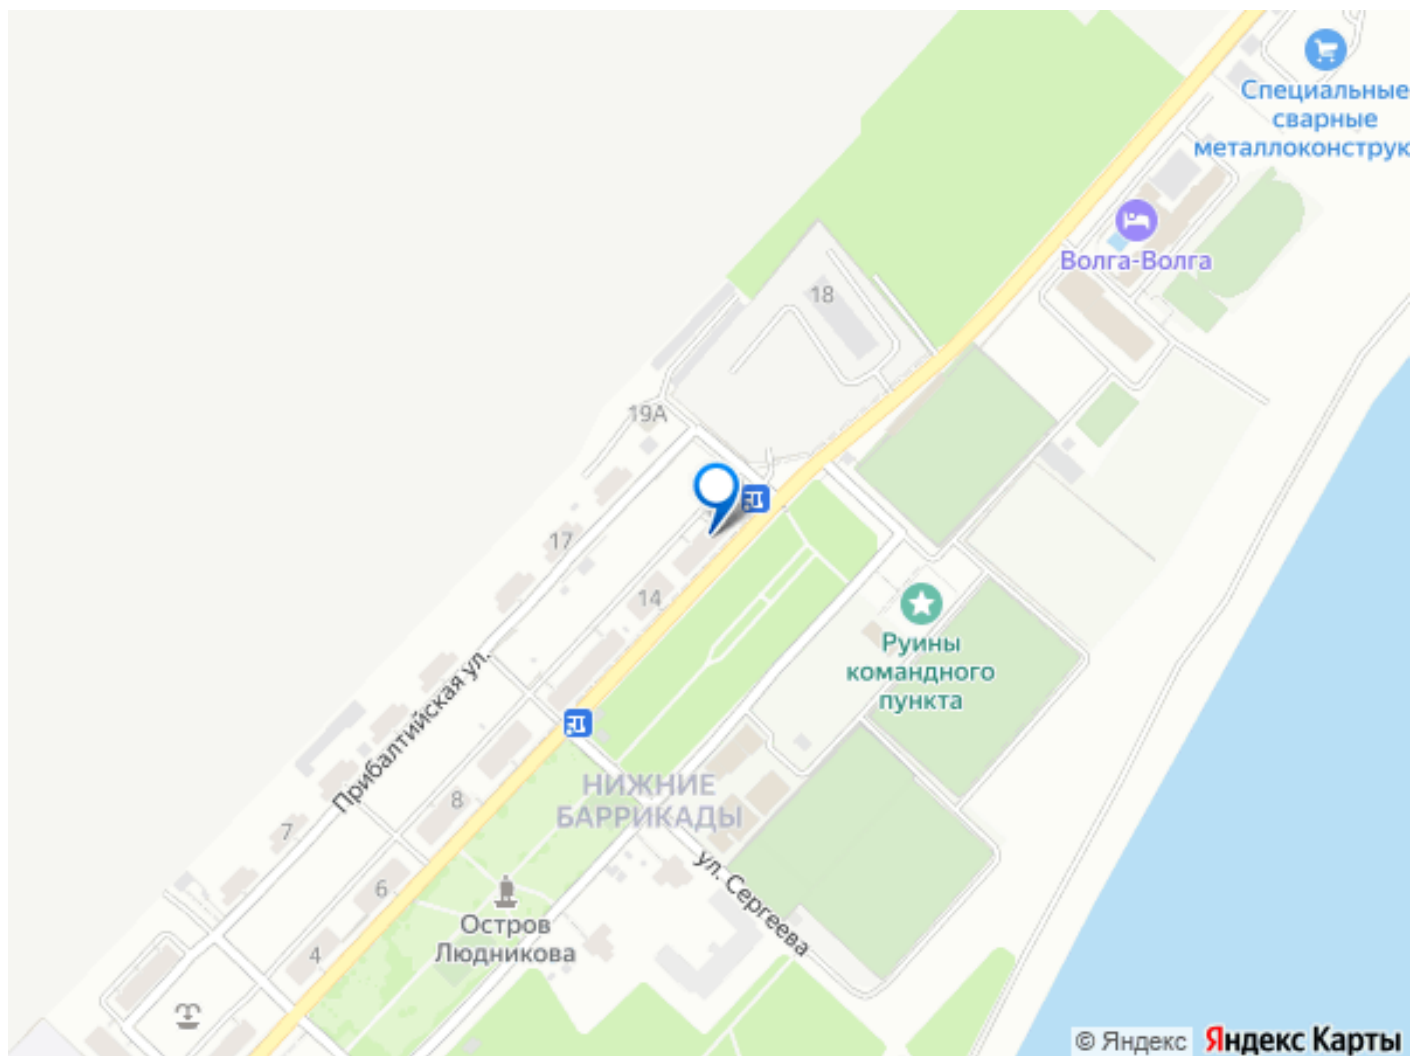 Специальные
сварные
металлоконструк
Волга-Волга
18
19А
17
14
Руины
командного
пункта
Прибалтийская ул.
НИЖНИЕ
БАРРИКАДЫ
8
7
6
ул. Сергеева
Остров
Людникова
4
© Яндекс Яндекс Карты